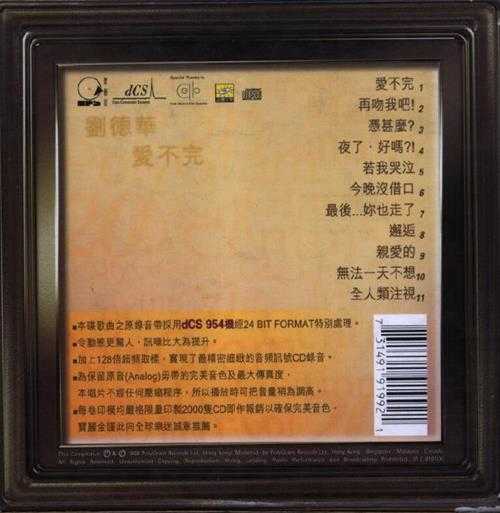 dCS
Special Thanks to
劉德華
愛不完
愛不完 1
再吻我吧! 2
憑甚麼? 3
夜了,好嗎?! 4
若我哭泣 5
今晚沒借口 6
最後...妳也走了 7
邂逅 8
親愛的 9
無法一天不想 10
全人類注視 11
■本碟歌曲之原錄音帶採用dCS 954機經24 BIT FORMAT特別處理。
■令動態更驚人,訊噪比大為提升。
■加上128倍超頻取樣,實現了最精密細緻的音頻訊號CD錄音。
■為保留原音(Analog)母帶的完美音色及最大傳真度,
本唱片不經任何壓縮程序,所以播放時可把音量稍為調高。
■每卷印模均嚴格限量印製2000隻CD即作報銷以確保完美音色,
寶麗金謹此向全球樂迷誠意推薦。
7 31491 91992 1